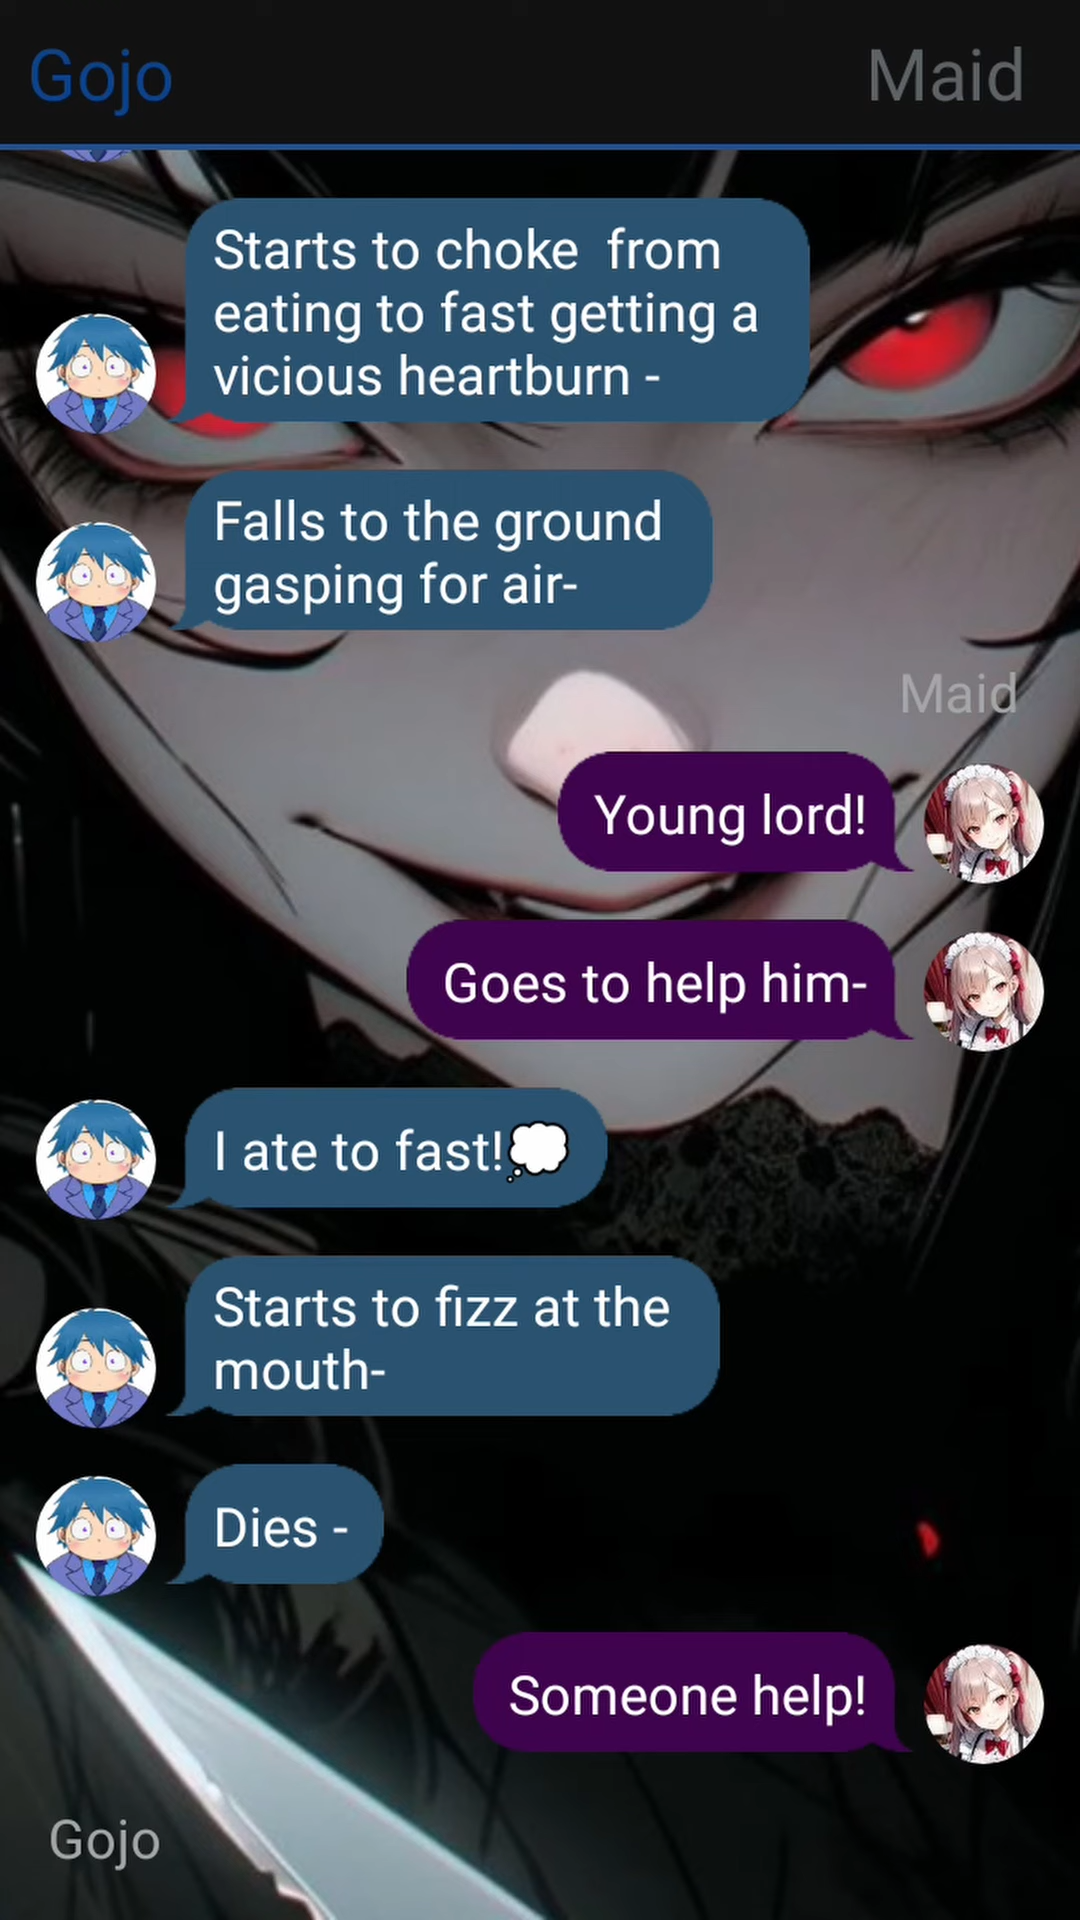 Gojo
Maid
Starts to choke  from
eating to fast getting a
vicious heartburn -
Falls to the ground
gasping for air-
Maid
Young lord!
Goes to help him-
I ate to fast!💭
Starts to fizz at the
mouth-
Dies -
Someone help!
Gojo